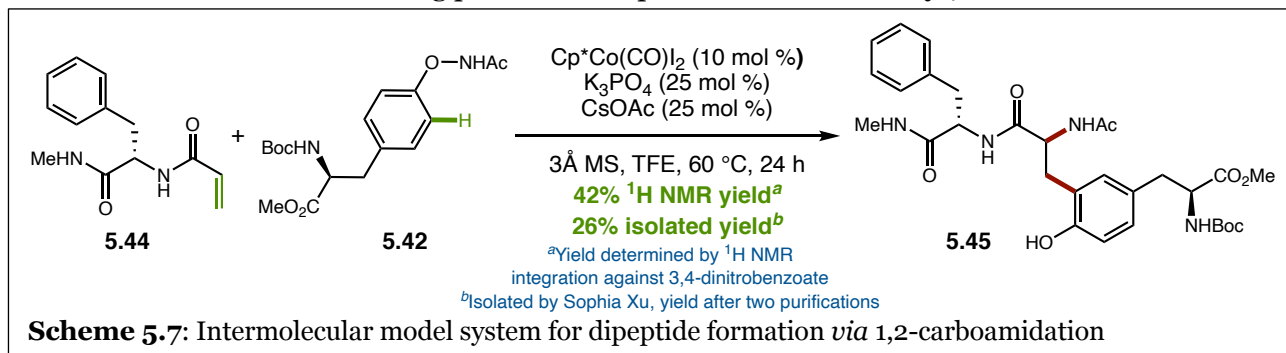 Cp*Co(CO)I2 (10 mol %)
K3PO4 (25 mol %)
CsOAc (25 mol %)
3Å MS, TFE, 60 °C, 24 h
42% 1H NMR yielda
26% isolated yieldb
aYield determined by 1H NMR
integration against 3,4-dinitrobenzoate
bIsolated by Sophia Xu, yield after two purifications
MeHN
O
N
H
O
5.44
+
O
NHAc
H
BocHN
MeO2C
5.42
MeHN
O
N
H
O
NHAc
HO
CO2Me
NHBoc
5.45
Scheme 5.7: Intermolecular model system for dipeptide formation via 1,2-carboamidation